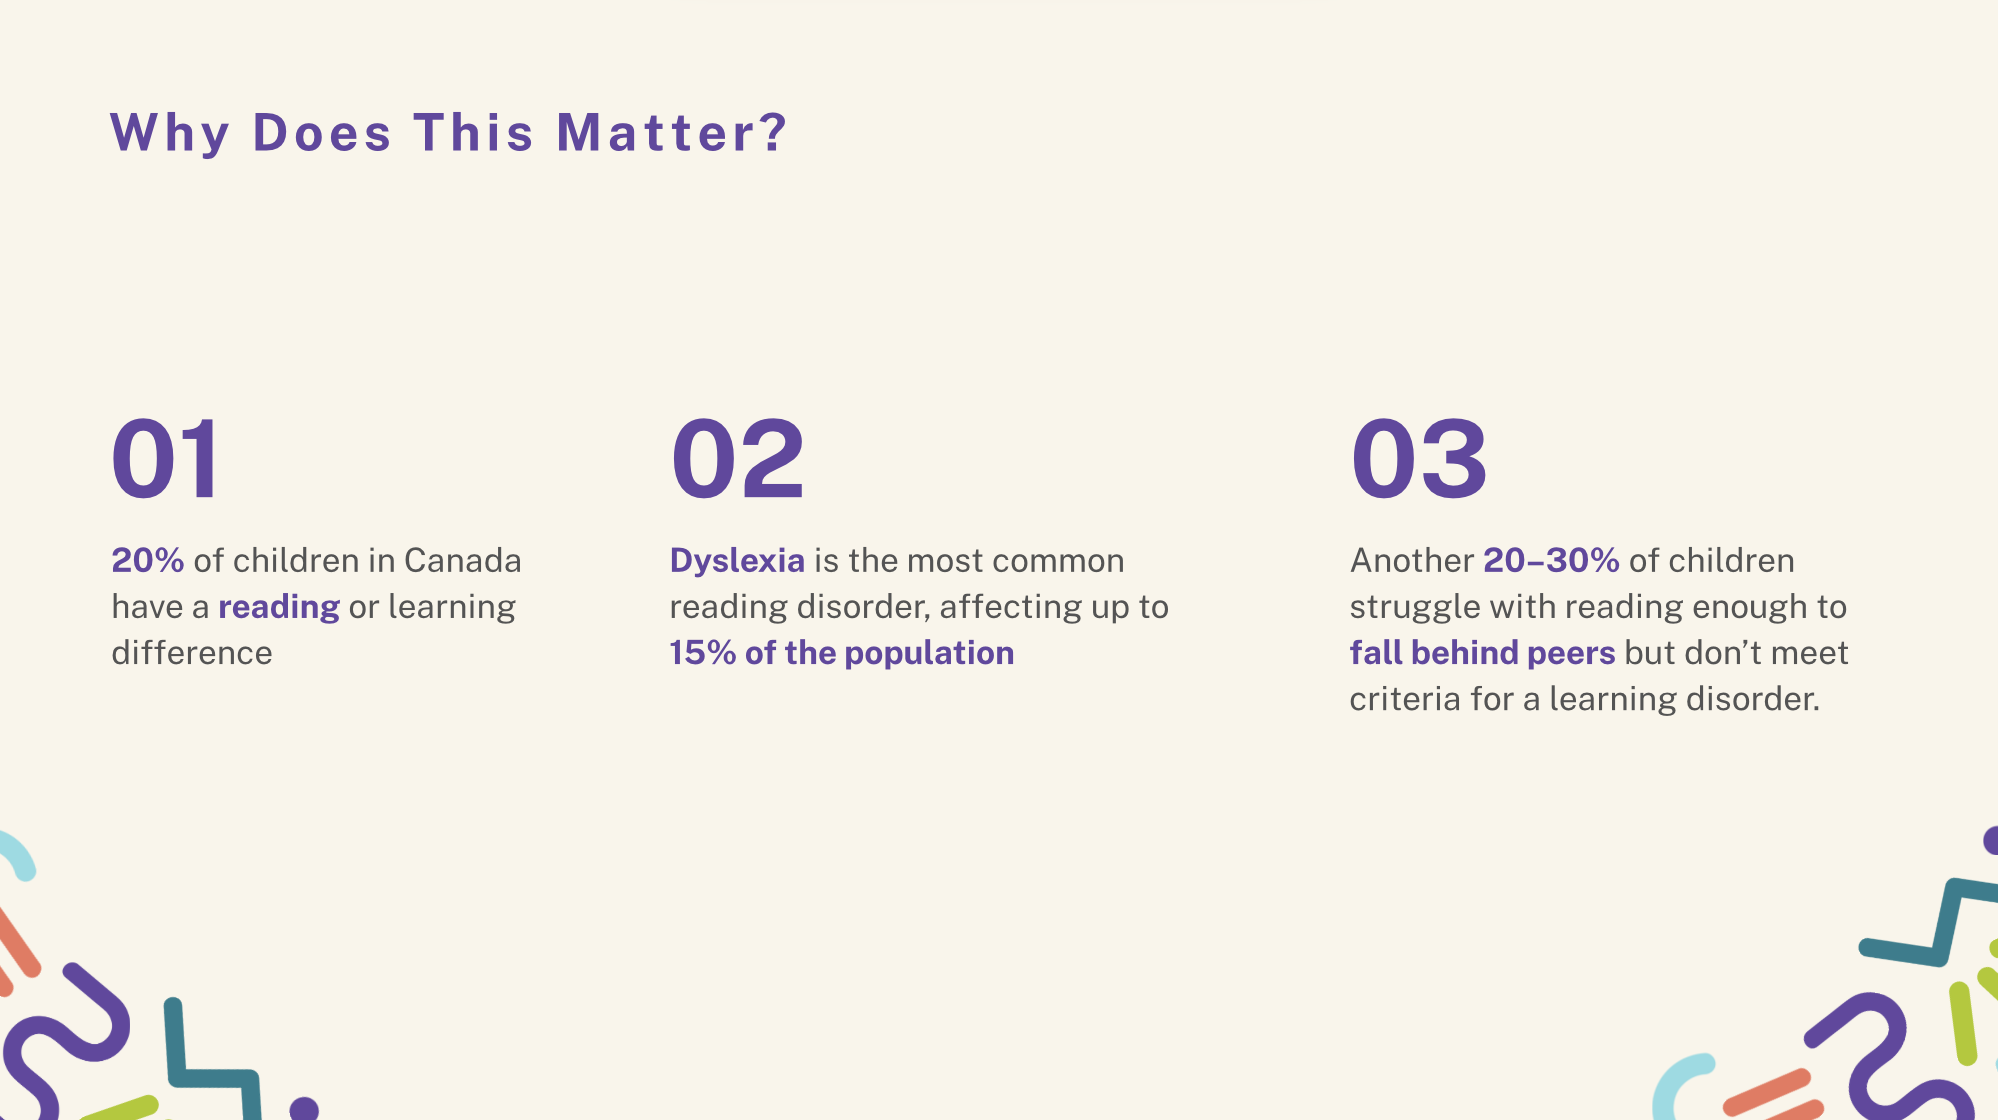 Why Does This Matter?
01
20% of children in Canada
have a reading or learning
difference
02
Dyslexia is the most common
reading disorder, affecting up to
15% of the population
03
Another 20–30% of children
struggle with reading enough to
fall behind peers but don’t meet
criteria for a learning disorder.